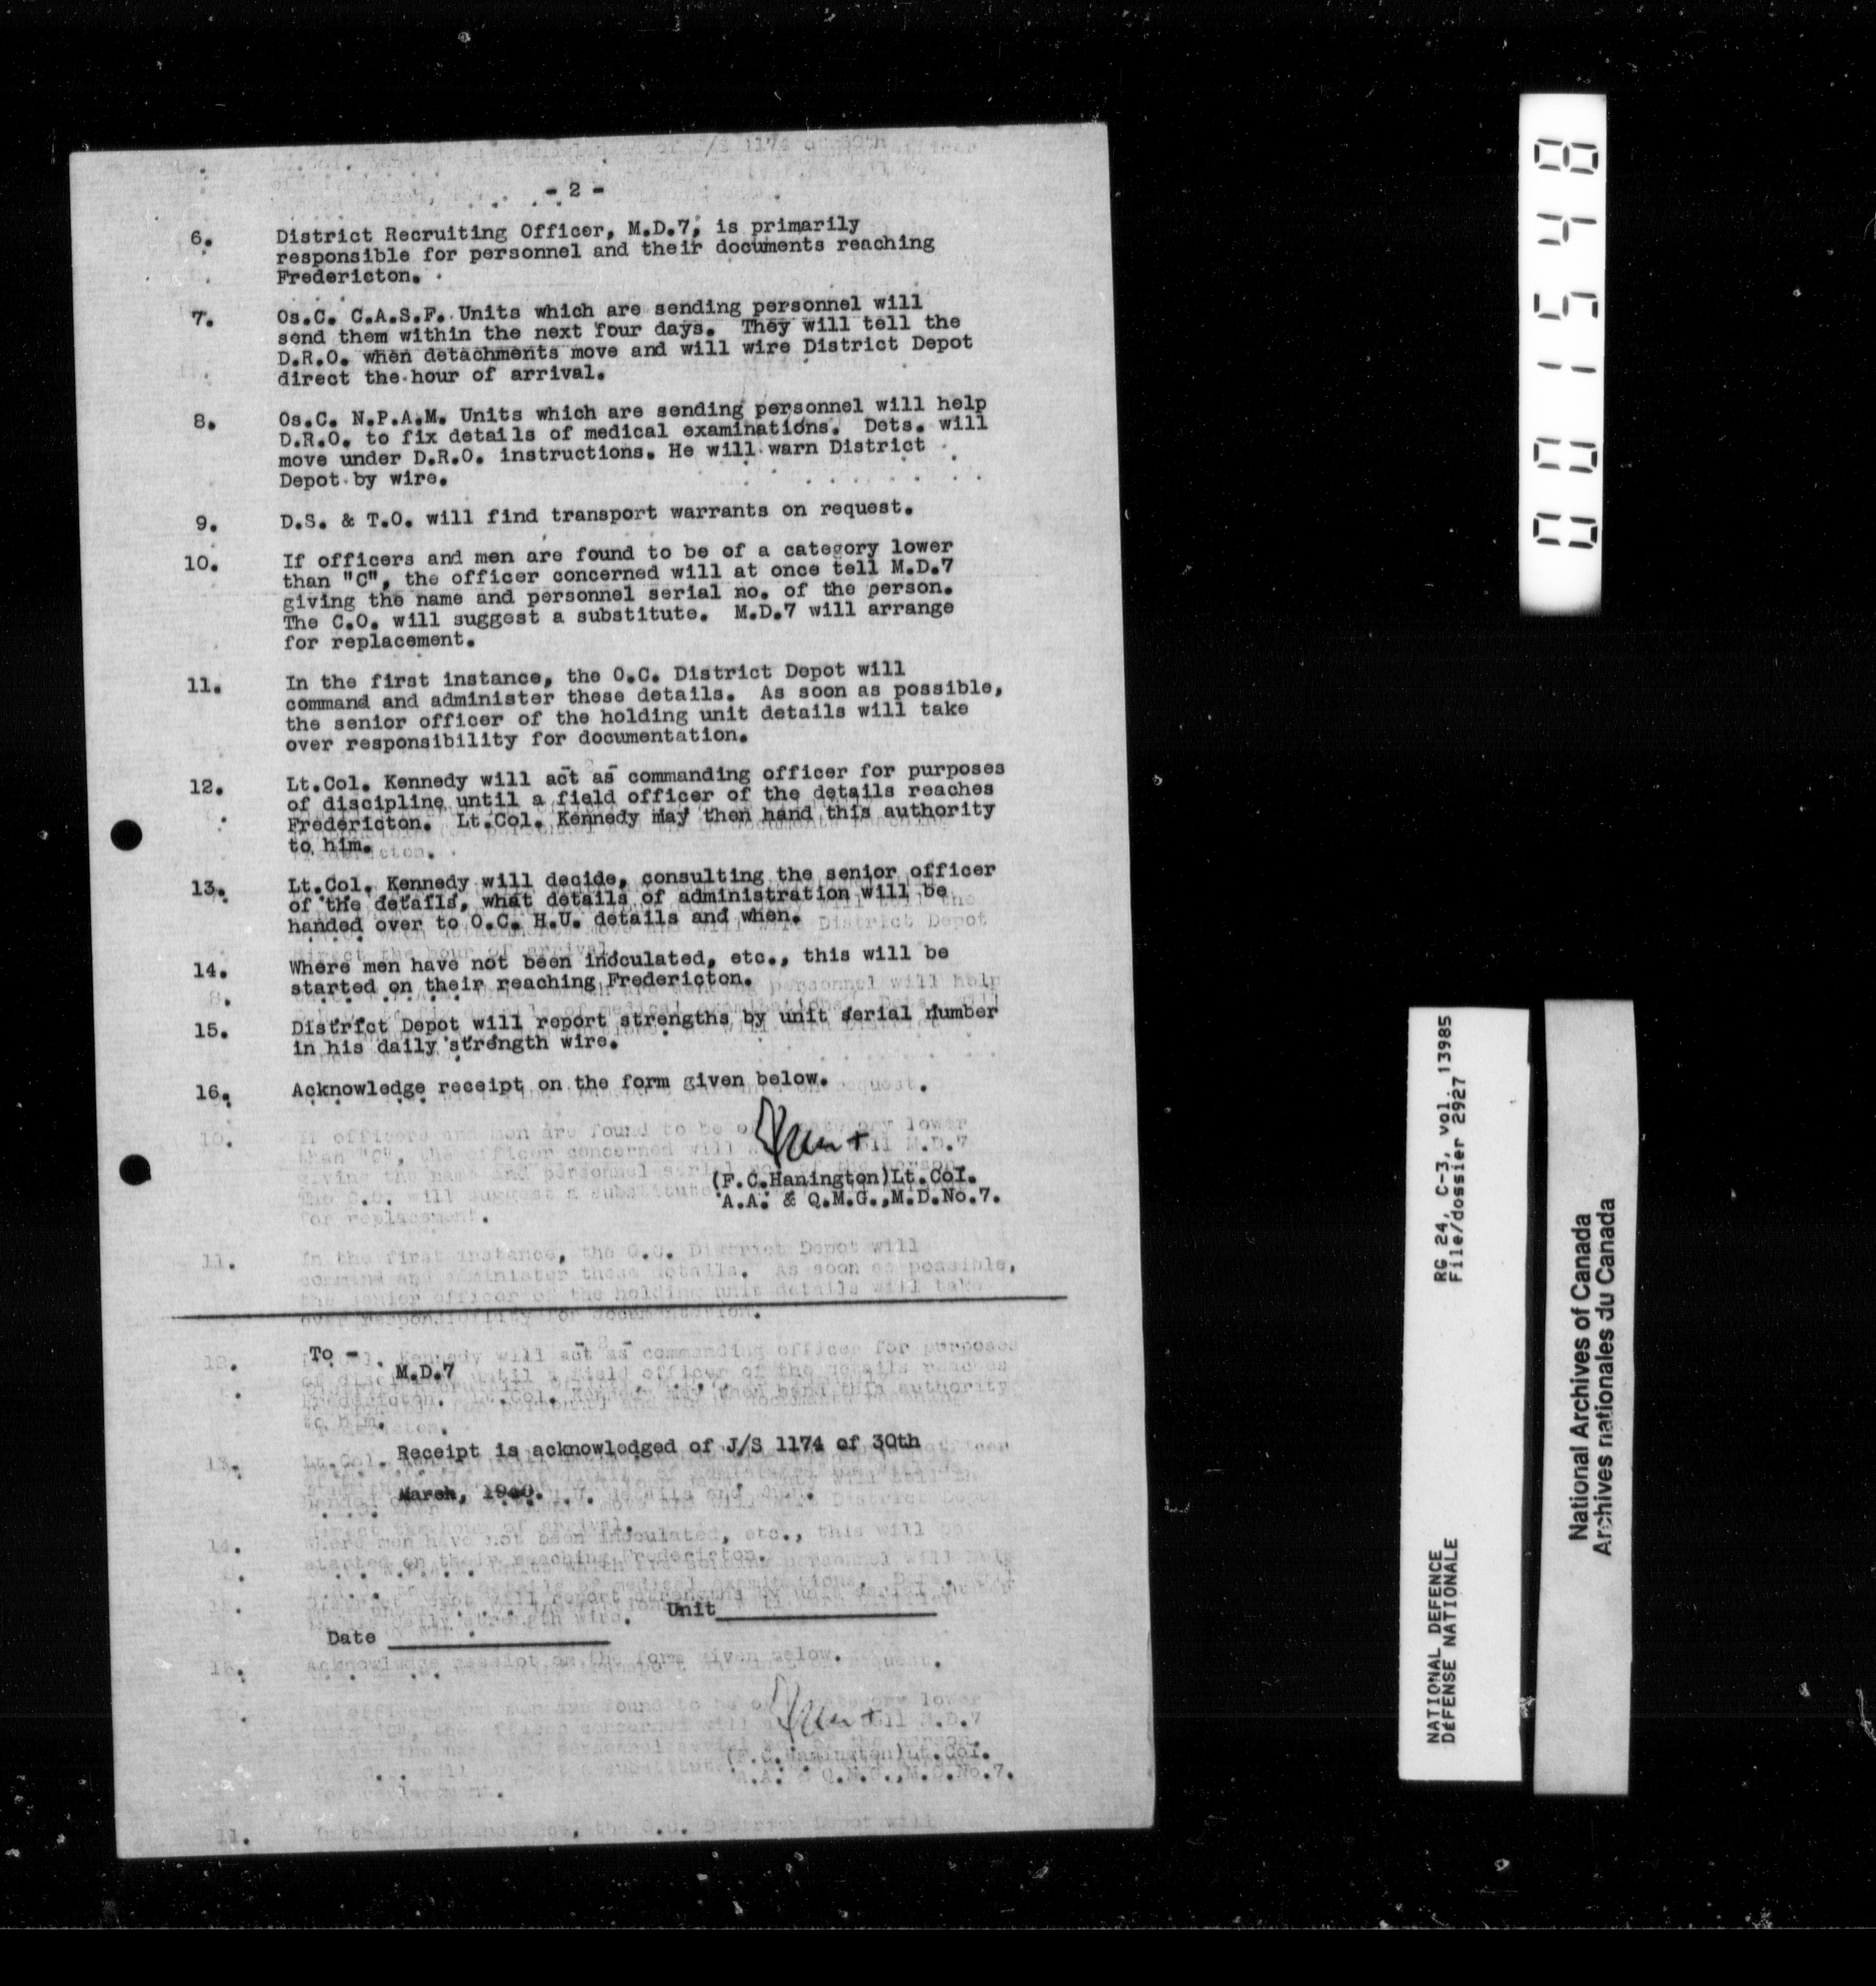 - 2 -
6. District Recruiting Officer, M.D.7, is primarily
responsible for personnel and their documents reaching
Fredericton.
7. Os.C. C.A.S.F. Units which are sending personnel will
send them within the next four days. They will tell the
D.R.O. when detachments move and will wire District Depot
direct the hour of arrival.
8. Os.C. N.P.A.M. Units which are sending personnel will help
D.R.O. to fix details of medical examinations. Dets. will
move under D.R.O. instructions. He will warn District
Depot by wire.
9. D.S. & T.O. will find transport warrants on request.
10. If officers and men are found to be of a category lower
than "C", the officer concerned will at once tell M.D.7
giving the name and personnel serial no. of the person.
The C.O. will suggest a substitute. M.D.7 will arrange
for replacement.
11. In the first instance, the O.C. District Depot will
command and administer these details. As soon as possible,
the senior officer of the holding unit details will take
over responsibility for documentation.
12. Lt.Col. Kennedy will act as commanding officer for purposes
of discipline until a field officer of the details reaches
Fredericton. Lt.Col. Kennedy may then hand this authority
to him.
13. Lt.Col. Kennedy will decide, consulting the senior officer
of the details, what details of administration will be
handed over to O.C. H.U. details and when.
14. Where men have not been inoculated, etc., this will be
started on their reaching Fredericton.
15. District Depot will report strengths by unit serial number
in his daily strength wire.
16. Acknowledge receipt on the form given below.
(F.C.Hanington)Lt.Col.
A.A. & Q.M.G.,M.D.No.7.
To -
M.D.7
Receipt is acknowledged of J/S 1174 of 30th
March, 1940.
Unit
Date
0015548
RG 24, C-3, vol. 13985
File/dossier 2927
NATIONAL DEFENCE
DÉFENSE NATIONALE
National Archives of Canada
Archives nationales du Canada